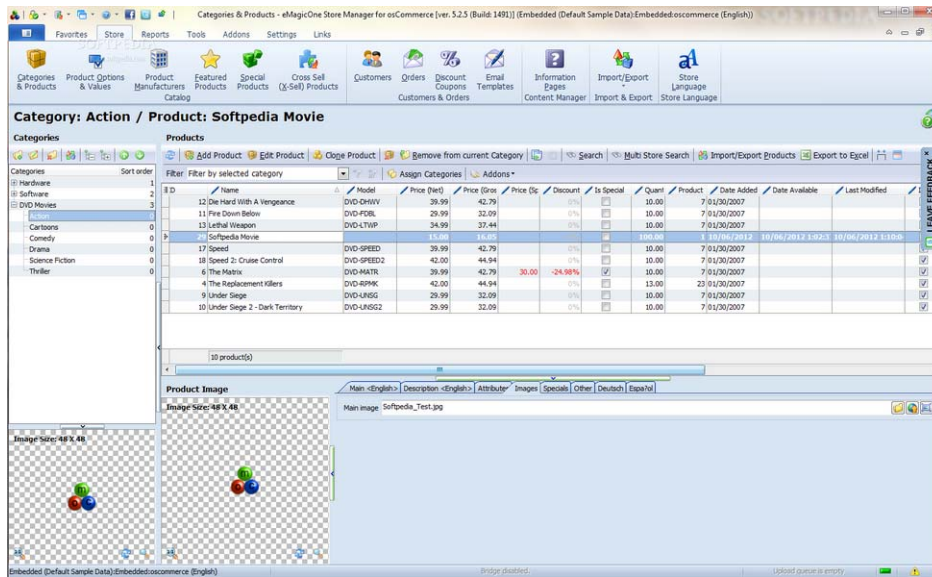 Categories & Products - eMagicOne Store Manager for osCommerce [ver. 5.2.5 (Build: 1491)] (Embedded (Default Sample Data):Embedded:oscommerce (English))
SOFTPEDIA
Favorites Store Reports Tools Addons Settings Links
Categories & Products
Product Options & Values
Product Manufacturers
Featured Products
Special Products
Cross Sell (X-Sell) Products
Customers
Orders
Discount Coupons
Email Templates
Information Pages
Import/Export
Store Language
Catalog Customers & Orders Content Manager Import & Export Store Language
Category: Action / Product: Softpedia Movie
Categories
Products
Add Product Edit Product Clone Product Remove from current Category Search Multi Store Search Import/Export Products Export to Excel
LEAVE FEEDBACK
Categories Sort order
Hardware 1
Software 2
DVD Movies 3
Action 0
Cartoons 0
Comedy 0
Drama 0
Science Fiction 0
Thriller 0
Filter Filter by selected category Assign Categories Addons
ID Name Model Price (Net) Price (Gros Price (Sp Discount Is Special Quant Product Date Added Date Available Last Modified
12 Die Hard With A Vengeance DVD-DHWV 39.99 42.79 0% 10.00 7 01/30/2007
11 Fire Down Below DVD-FDBL 29.99 32.09 0% 10.00 7 01/30/2007
13 Lethal Weapon DVD-LTWP 34.99 37.44 0% 10.00 7 01/30/2007
29 Softpedia Movie 15.00 16.05 100.00 1 10/06/2012 10/06/2012 1:02:3 10/06/2012 1:10:0
17 Speed DVD-SPEED 39.99 42.79 0% 10.00 7 01/30/2007
18 Speed 2: Cruise Control DVD-SPEED2 42.00 44.94 0% 10.00 7 01/30/2007
6 The Matrix DVD-MATR 39.99 42.79 30.00 -24.98% 10.00 7 01/30/2007
4 The Replacement Killers DVD-RPMK 42.00 44.94 0% 13.00 23 01/30/2007
9 Under Siege DVD-UNSG 29.99 32.09 0% 10.00 7 01/30/2007
10 Under Siege 2 - Dark Territory DVD-UNSG2 29.99 32.09 0% 10.00 7 01/30/2007
10 product(s)
Product Image
Image Size: 48 X 48
Main <English> Description <English> Attribute Images Specials Other Deutsch Espa?ol
Main image Softpedia_Test.jpg
Image Size: 48 X 48
Embedded (Default Sample Data):Embedded:oscommerce (English) Bridge disabled. Upload queue is empty